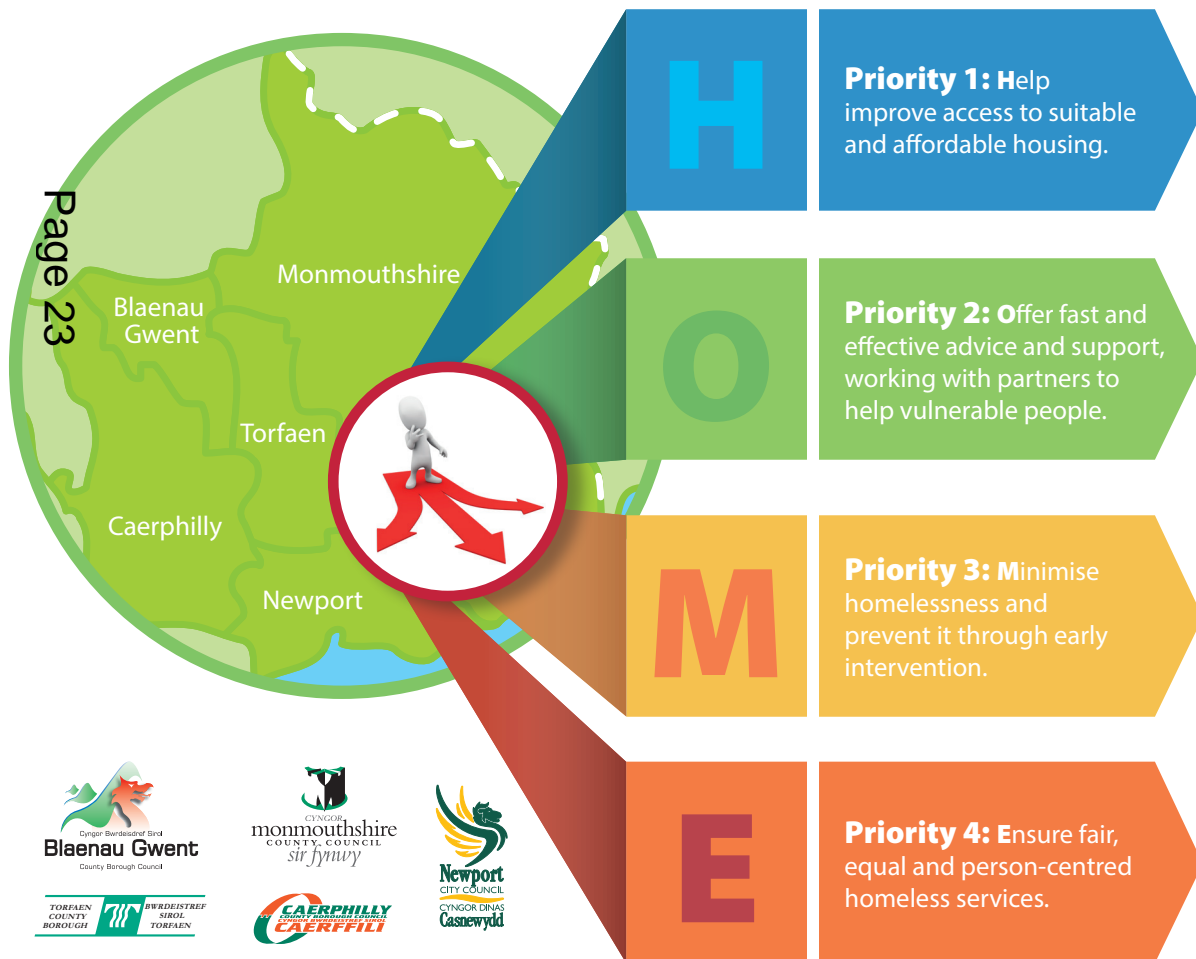 Page 23
Monmouthshire
Blaenau
Gwent
Torfaen
Caerphilly
Newport
H
Priority 1: Help
improve access to suitable
and affordable housing.
O
Priority 2: Offer fast and
effective advice and support,
working with partners to
help vulnerable people.
M
Priority 3: Minimise
homelessness and
prevent it through early
intervention.
E
Priority 4: Ensure fair,
equal and person-centred
homeless services.
Cyngor Bwrdeisdref Sirol
Blaenau Gwent
County Borough Council
CYNGOR
monmouthshire
COUNTY COUNCIL
sir fynwy
Newport
CITY COUNCIL
CYNGOR DINAS
Casnewydd
TORFAEN
COUNTY
BOROUGH
BWRDEISTREF
SIROL
TORFAEN
CAERPHILLY
COUNTY BOROUGH COUNCIL
CYNGOR BWRDEISTREF SIROL
CAERFFILI